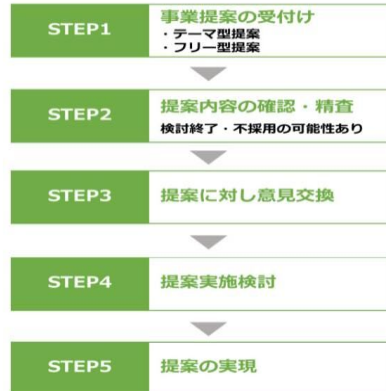 STEP1
事業提案の受付け
・テーマ型提案
・フリー型提案
STEP2
提案内容の確認・精査
検討終了・不採用の可能性あり
STEP3
提案に対し意見交換
STEP4
提案実施検討
STEP5
提案の実現